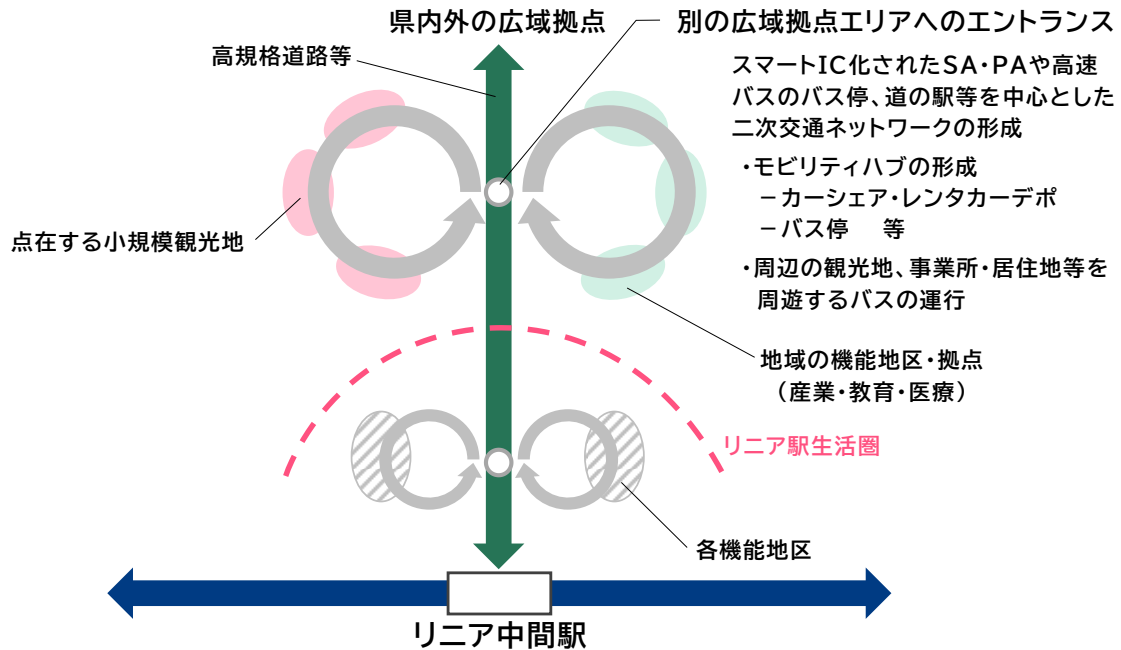 県内外の広域拠点
別の広域拠点エリアへのエントランス
高規格道路等
スマートIC化されたSA・PAや高速
バスのバス停、道の駅等を中心とした
二次交通ネットワークの形成
・モビリティハブの形成
－カーシェア・レンタカーデポ
－バス停　等
・周辺の観光地、事業所・居住地等を
周遊するバスの運行
点在する小規模観光地
地域の機能地区・拠点
（産業・教育・医療）
リニア駅生活圏
各機能地区
リニア中間駅